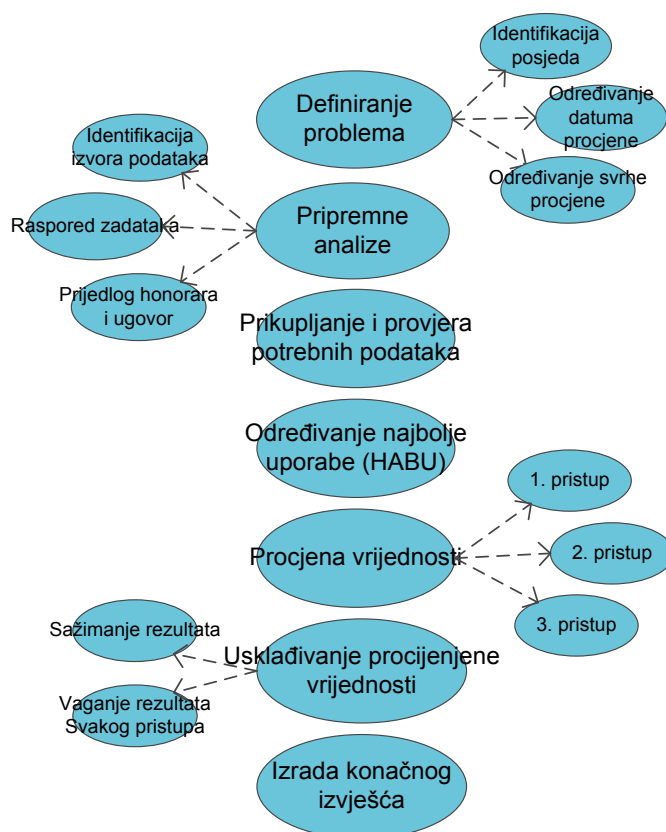 Identifikacija
posjeda
Definiranje
problema
Određivanje
datuma
procjene
Identifikacija
izvora podataka
Određivanje svrhe
procjene
Pripremne
analize
Raspored zadataka
Prijedlog honorara
i ugovor
Prikupljanje i provjera
potrebnih podataka
Određivanje najbolje
uporabe (HABU)
1. pristup
Procjena vrijednosti
2. pristup
3. pristup
Sažimanje rezultata
Usklađivanje procijenjene
vrijednosti
Vaganje rezultata
Svakog pristupa
Izrada konačnog
izvješća